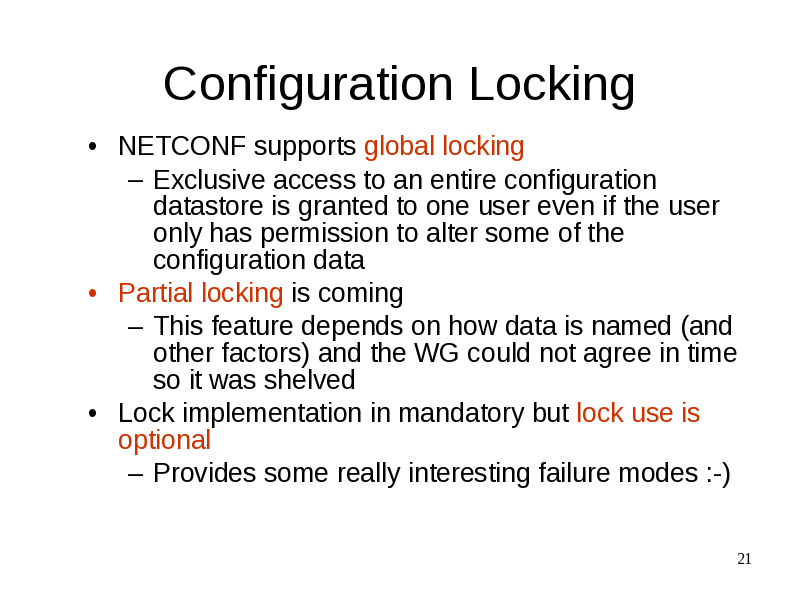 Configuration Locking
• NETCONF supports global locking
– Exclusive access to an entire configuration
datastore is granted to one user even if the user
only has permission to alter some of the
configuration data
• Partial locking is coming
– This feature depends on how data is named (and
other factors) and the WG could not agree in time
so it was shelved
• Lock implementation in mandatory but lock use is
optional
– Provides some really interesting failure modes :-)
21